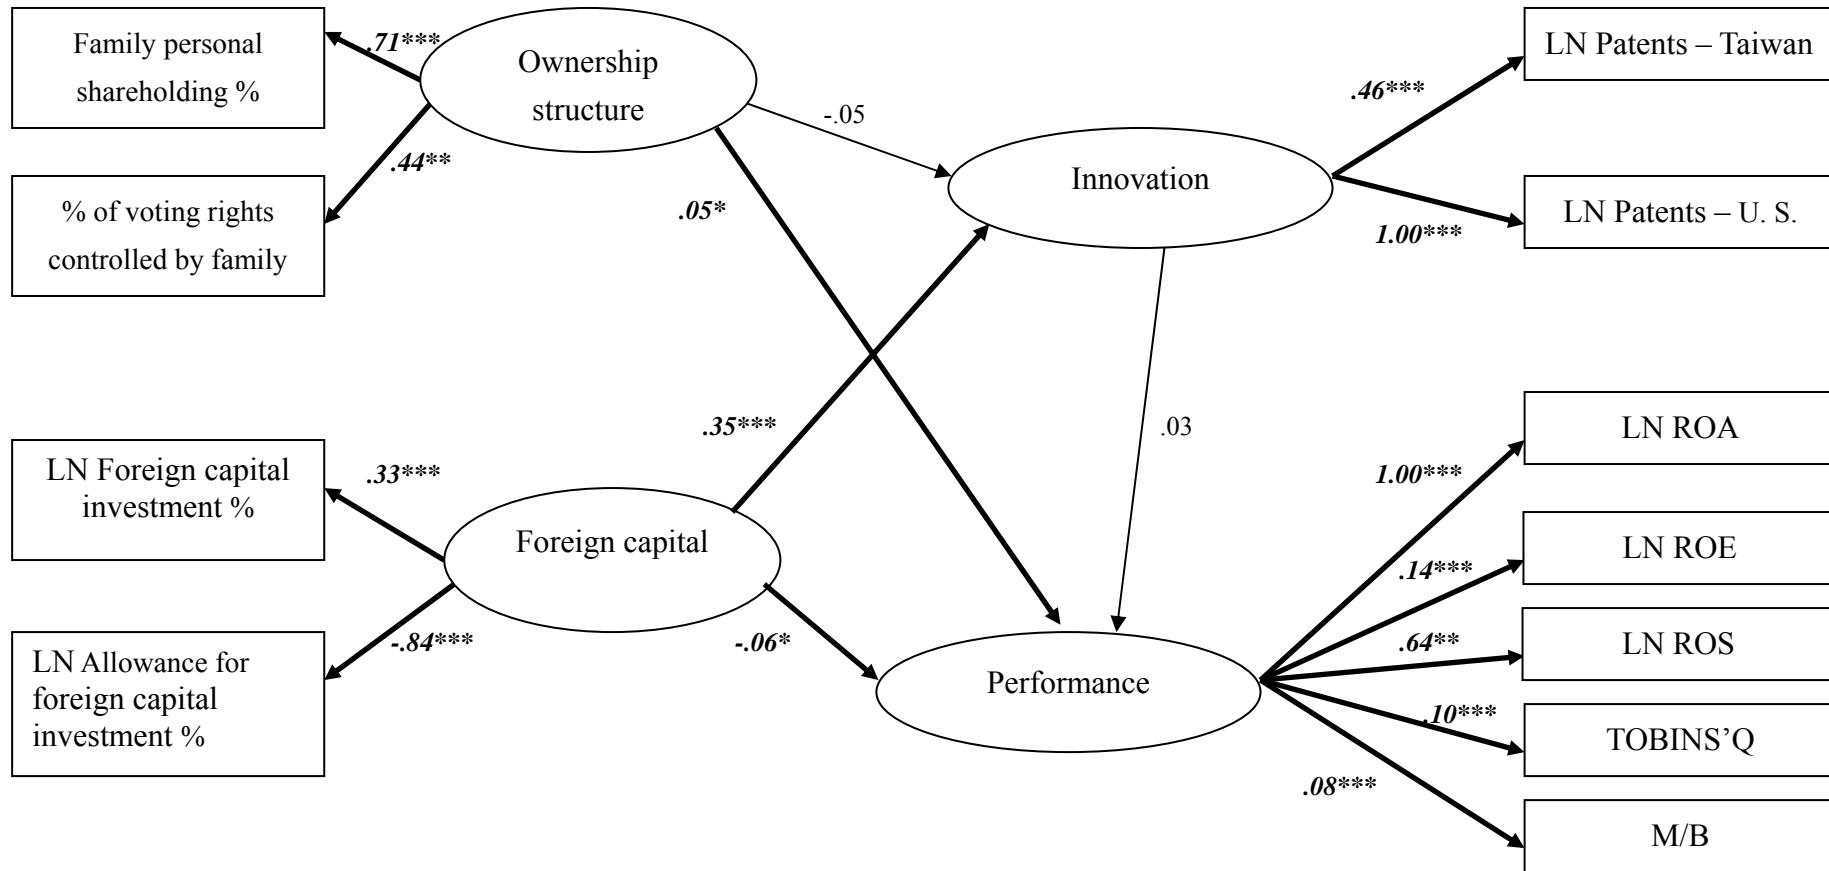 Family personal
shareholding %
.71***
Ownership
structure
.44**
% of voting rights
controlled by family
-.05
.05*
Innovation
.46***
LN Patents – Taiwan
1.00***
LN Patents – U. S.
.35***
.03
LN Foreign capital
investment %
.33***
Foreign capital
-.84***
LN Allowance for
foreign capital
investment %
-.06*
Performance
1.00***
LN ROA
.14***
LN ROE
.64**
LN ROS
.10***
TOBINS’Q
.08***
M/B